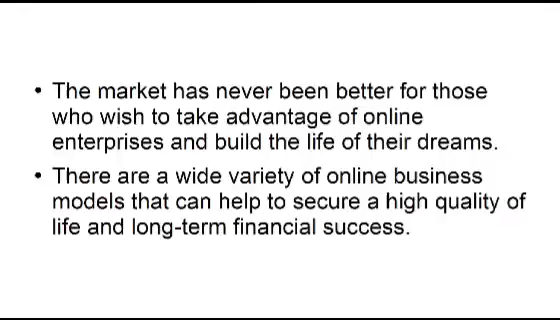 • The market has never been better for those
who wish to take advantage of online
enterprises and build the life of their dreams.
• There are a wide variety of online business
models that can help to secure a high quality of
life and long-term financial success.